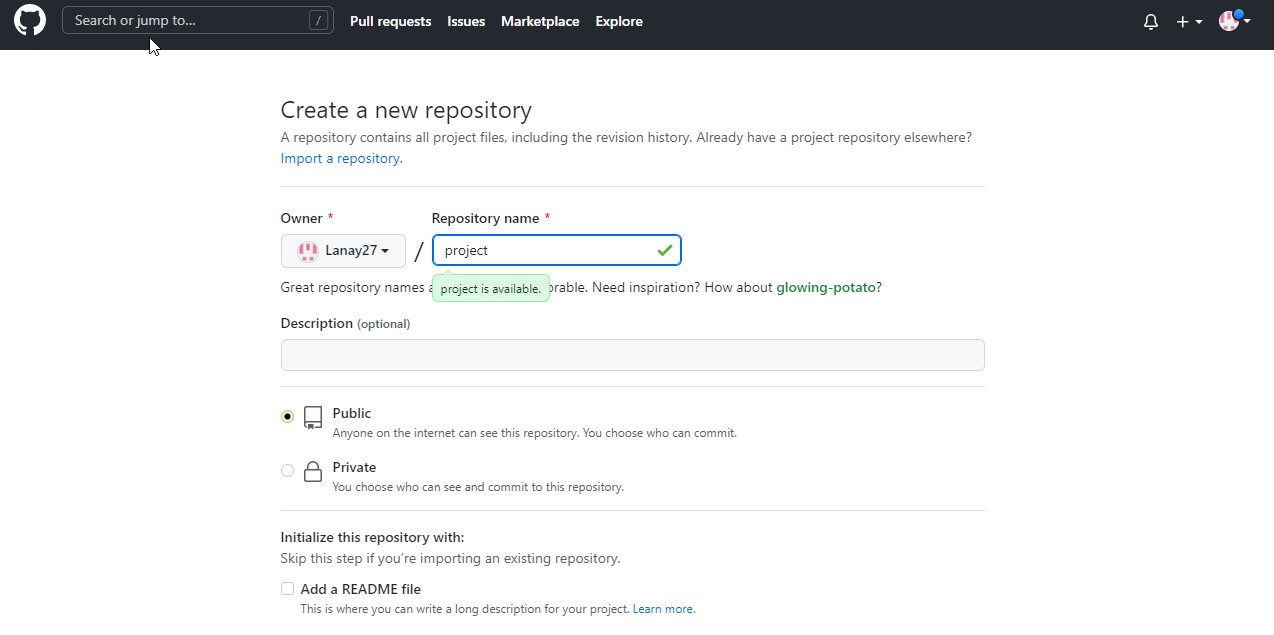 Search or jump to... / Pull requests Issues Marketplace Explore
Create a new repository
A repository contains all project files, including the revision history. Already have a project repository elsewhere?
Import a repository.
Owner * Repository name *
Lanay27 / project
project is available.
Great repository names orable. Need inspiration? How about glowing-potato?
Description (optional)
Public
Anyone on the internet can see this repository. You choose who can commit.
Private
You choose who can see and commit to this repository.
Initialize this repository with:
Skip this step if you’re importing an existing repository.
Add a README file
This is where you can write a long description for your project. Learn more.